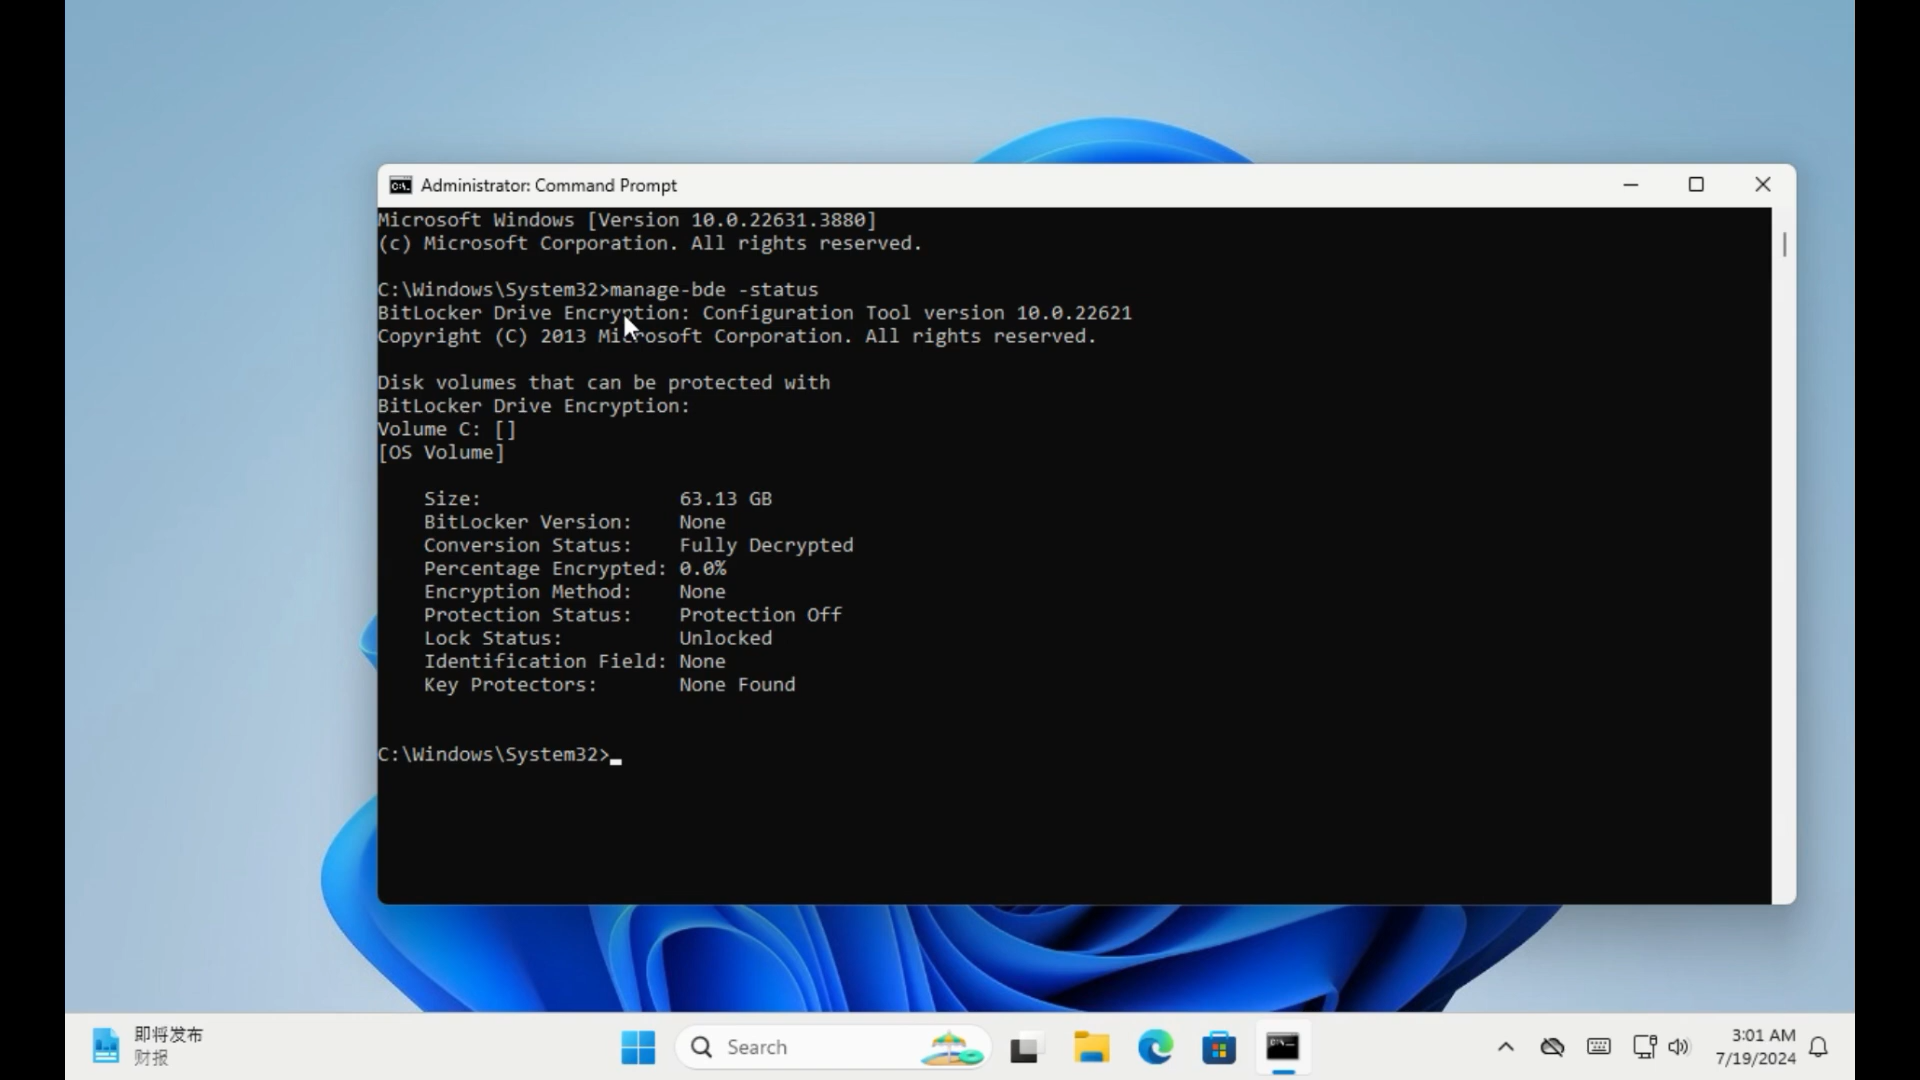 Administrator: Command Prompt
Microsoft Windows [Version 10.0.22631.3880]
(c) Microsoft Corporation. All rights reserved.
C:\Windows\System32>manage-bde -status
BitLocker Drive Encryption: Configuration Tool version 10.0.22621
Copyright (C) 2013 Microsoft Corporation. All rights reserved.
Disk volumes that can be protected with
BitLocker Drive Encryption:
Volume C: []
[OS Volume]
Size: 63.13 GB
BitLocker Version: None
Conversion Status: Fully Decrypted
Percentage Encrypted: 0.0%
Encryption Method: None
Protection Status: Protection Off
Lock Status: Unlocked
Identification Field: None
Key Protectors: None Found
C:\Windows\System32>
即将发布
财报
Search
3:01 AM
7/19/2024